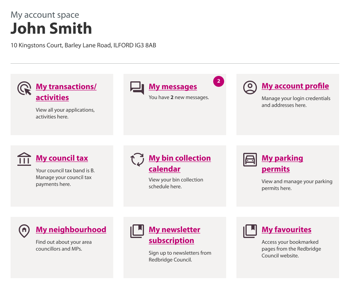 My account space
John Smith
10 Kingstons Court, Barley Lane Road, ILFORD IG3 8AB
My transactions/
activities
View all your applications,
activities here.
2
My messages
You have 2 new messages.
My account profile
Manage your login credentials
and addresses here.
My council tax
Your council tax band is B.
Manage your council tax
payments here.
My bin collection
calendar
View your bin collection
schedule here.
My parking
permits
View and manage your parking
permits here.
My neighbourhood
Find out about your area
councillors and MPs.
My newsletter
subscription
Sign up to newsletters from
Redbridge Council.
My favourites
Access your bookmarked
pages from the Redbridge
Council website.